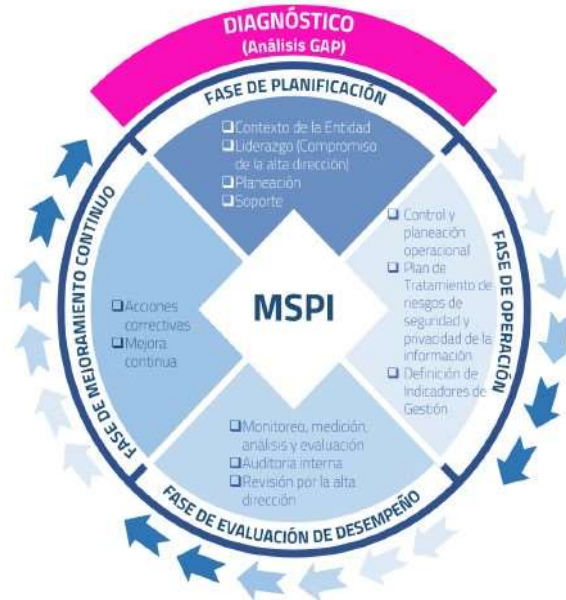 DIAGNÓSTICO
(Análisis GAP)
FASE DE PLANIFICACIÓN
❑Contexto de la Entidad
❑Liderazgo (Compromiso
de la alta dirección)
❑Planeación
❑Soporte
FASE DE OPERACIÓN
❑Control y
planeación
operacional
❑Plan de
Tratamiento de
riesgos de
seguridad y
privacidad de la
información
❑Definición de
Indicadores de
Gestión
MSPI
FASE DE MEJORAMIENTO CONTINUO
❑Acciones
correctivas
❑Mejora
continua
❑Monitoreo, medición,
análisis y evaluación
❑Auditoria interna
❑Revisión por la alta
dirección
FASE DE EVALUACIÓN DE DESEMPEÑO